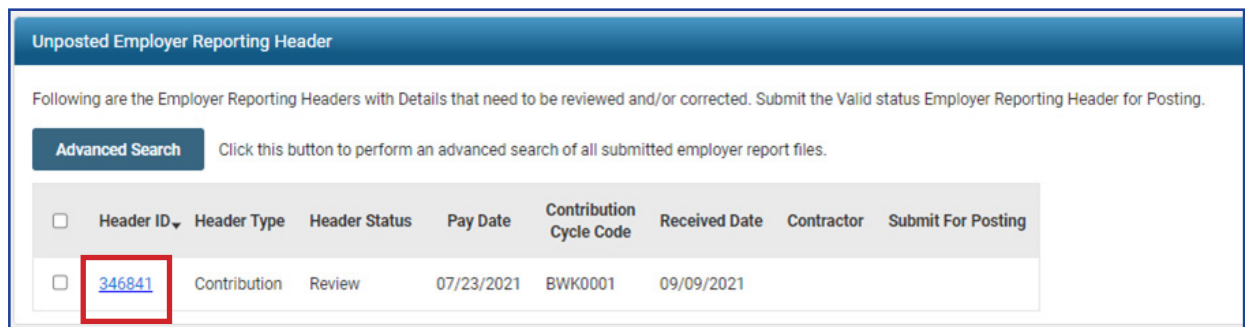 Unposted Employer Reporting Header
Following are the Employer Reporting Headers with Details that need to be reviewed and/or corrected. Submit the Valid status Employer Reporting Header for Posting.
Advanced Search Click this button to perform an advanced search of all submitted employer report files.
Header ID Header Type Header Status Pay Date Contribution Cycle Code Received Date Contractor Submit For Posting
346841 Contribution Review 07/23/2021 BWK0001 09/09/2021